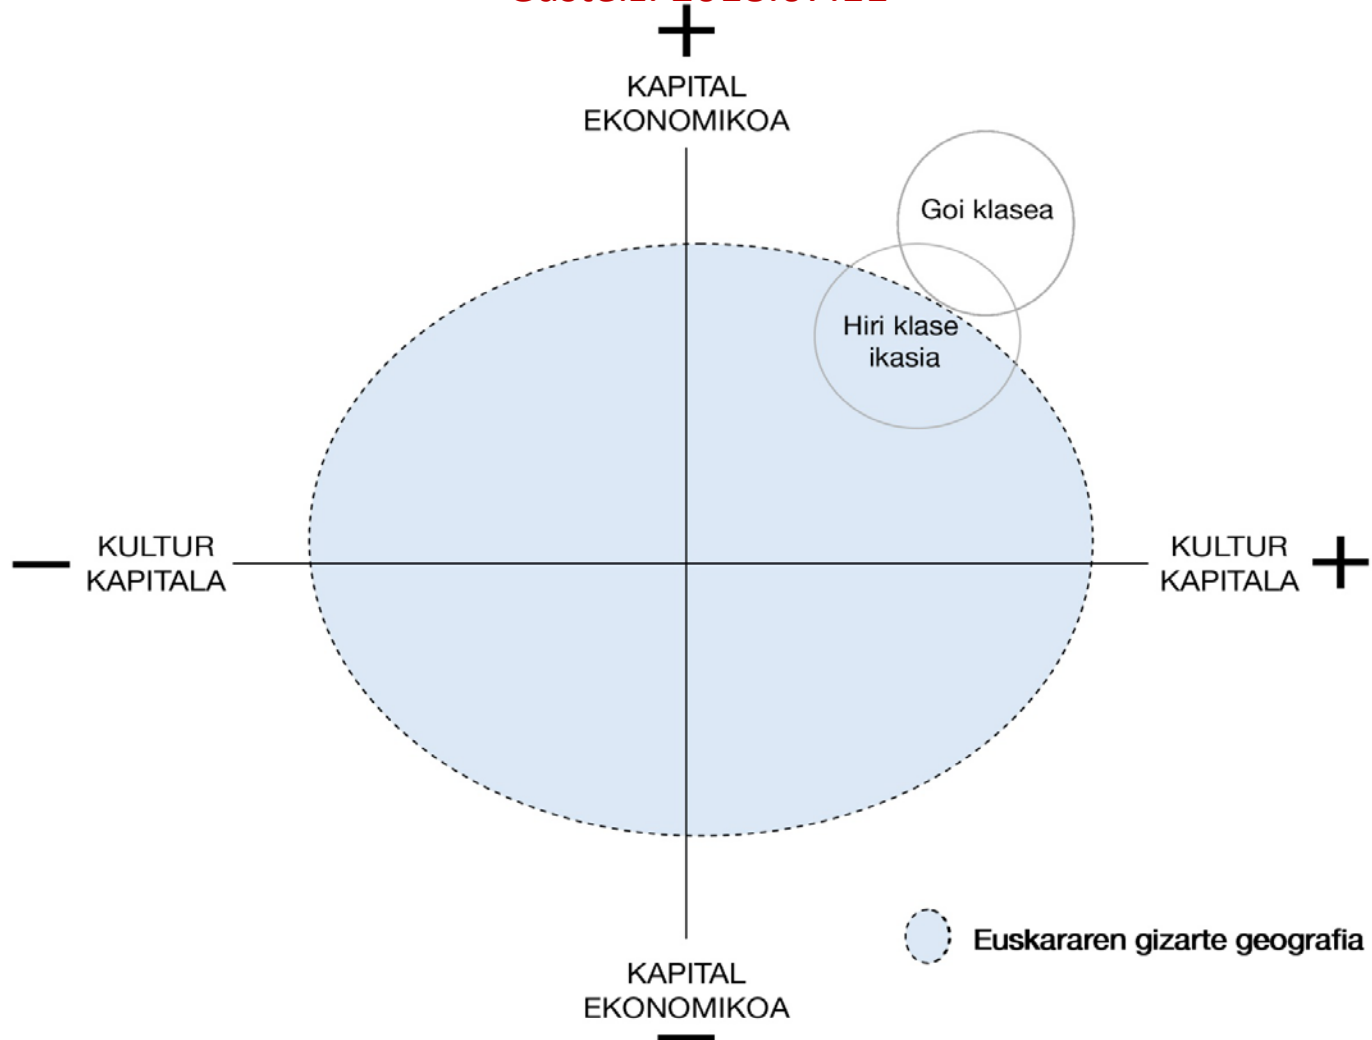 +
KAPITAL
EKONOMIKOA
Goi klasea
Hiri klase
ikasia
— KULTUR
KAPITALA
KULTUR
KAPITALA +
Euskararen gizarte geografia
KAPITAL
EKONOMIKOA
—